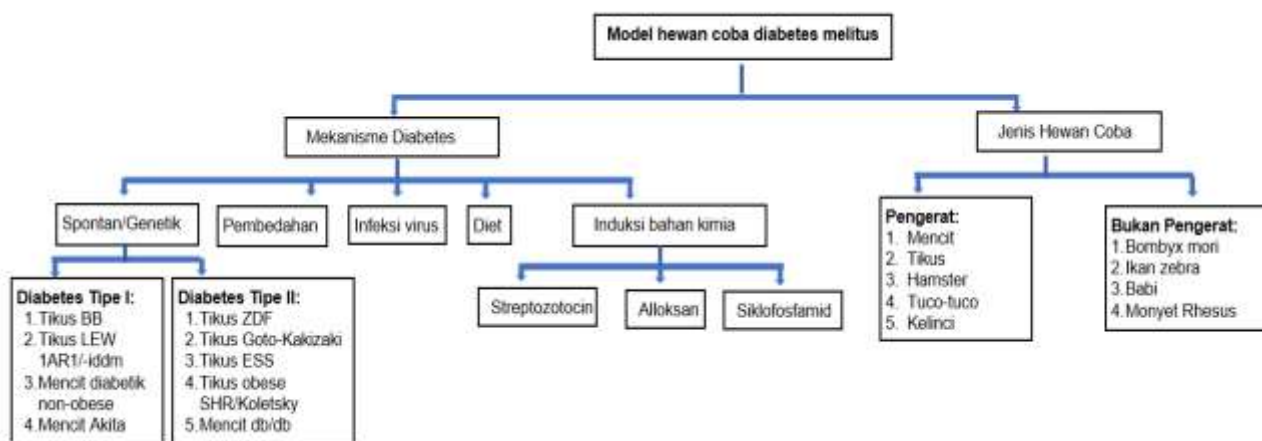 Model hewan coba diabetes melitus
Mekanisme Diabetes
Jenis Hewan Coba
Spontan/Genetik
Pembedahan
Infeksi virus
Diet
Induksi bahan kimia
Diabetes Tipe I:
1.Tikus BB
2.Tikus LEW
1AR1/-iddm
3.Mencit diabetik
non-obese
4.Mencit Akita
Diabetes Tipe II:
1.Tikus ZDF
2.Tikus Goto-Kakizaki
3.Tikus ESS
4.Tikus obese
SHR/Koletsky
5.Mencit db/db
Streptozotocin
Alloksan
Siklofosfamid
Pengerat:
1. Mencit
2. Tikus
3. Hamster
4. Tuco-tuco
5. Kelinci
Bukan Pengerat:
1.Bombyx mori
2.Ikan zebra
3.Babi
4.Monyet Rhesus